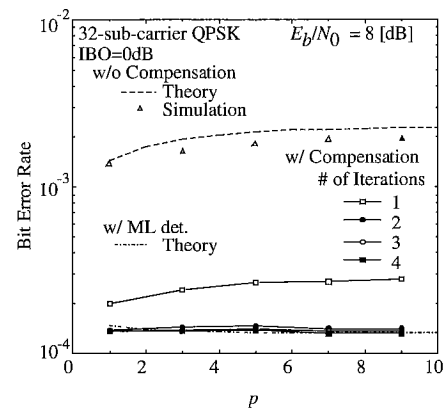 10^-2
32-sub-carrier QPSK
E_b/N_0 = 8 [dB]
IBO=0dB
w/o Compensation
Theory
Simulation
10^-3
w/ Compensation
# of Iterations
1
2
3
4
w/ ML det.
Theory
10^-4
0 2 4 6 8 10
p
Bit Error Rate